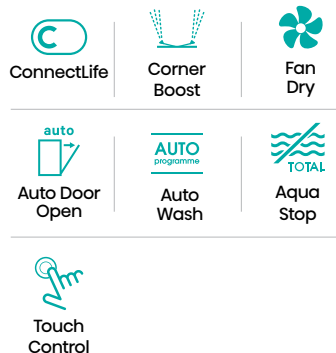 ConnectLife
Corner
Boost
Fan
Dry
auto
Auto Door
Open
AUTO
programme
Auto
Wash
TOTAL
Aqua
Stop
Touch
Control